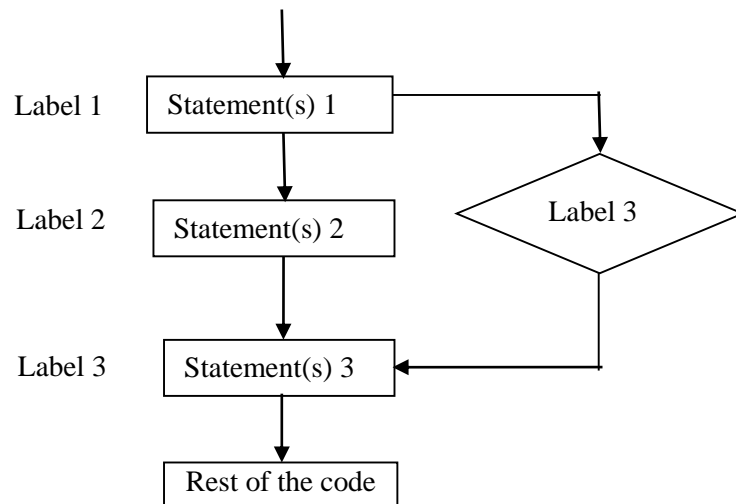 Label 1
Statement(s) 1
Label 2
Statement(s) 2
Label 3
Label 3
Statement(s) 3
Rest of the code